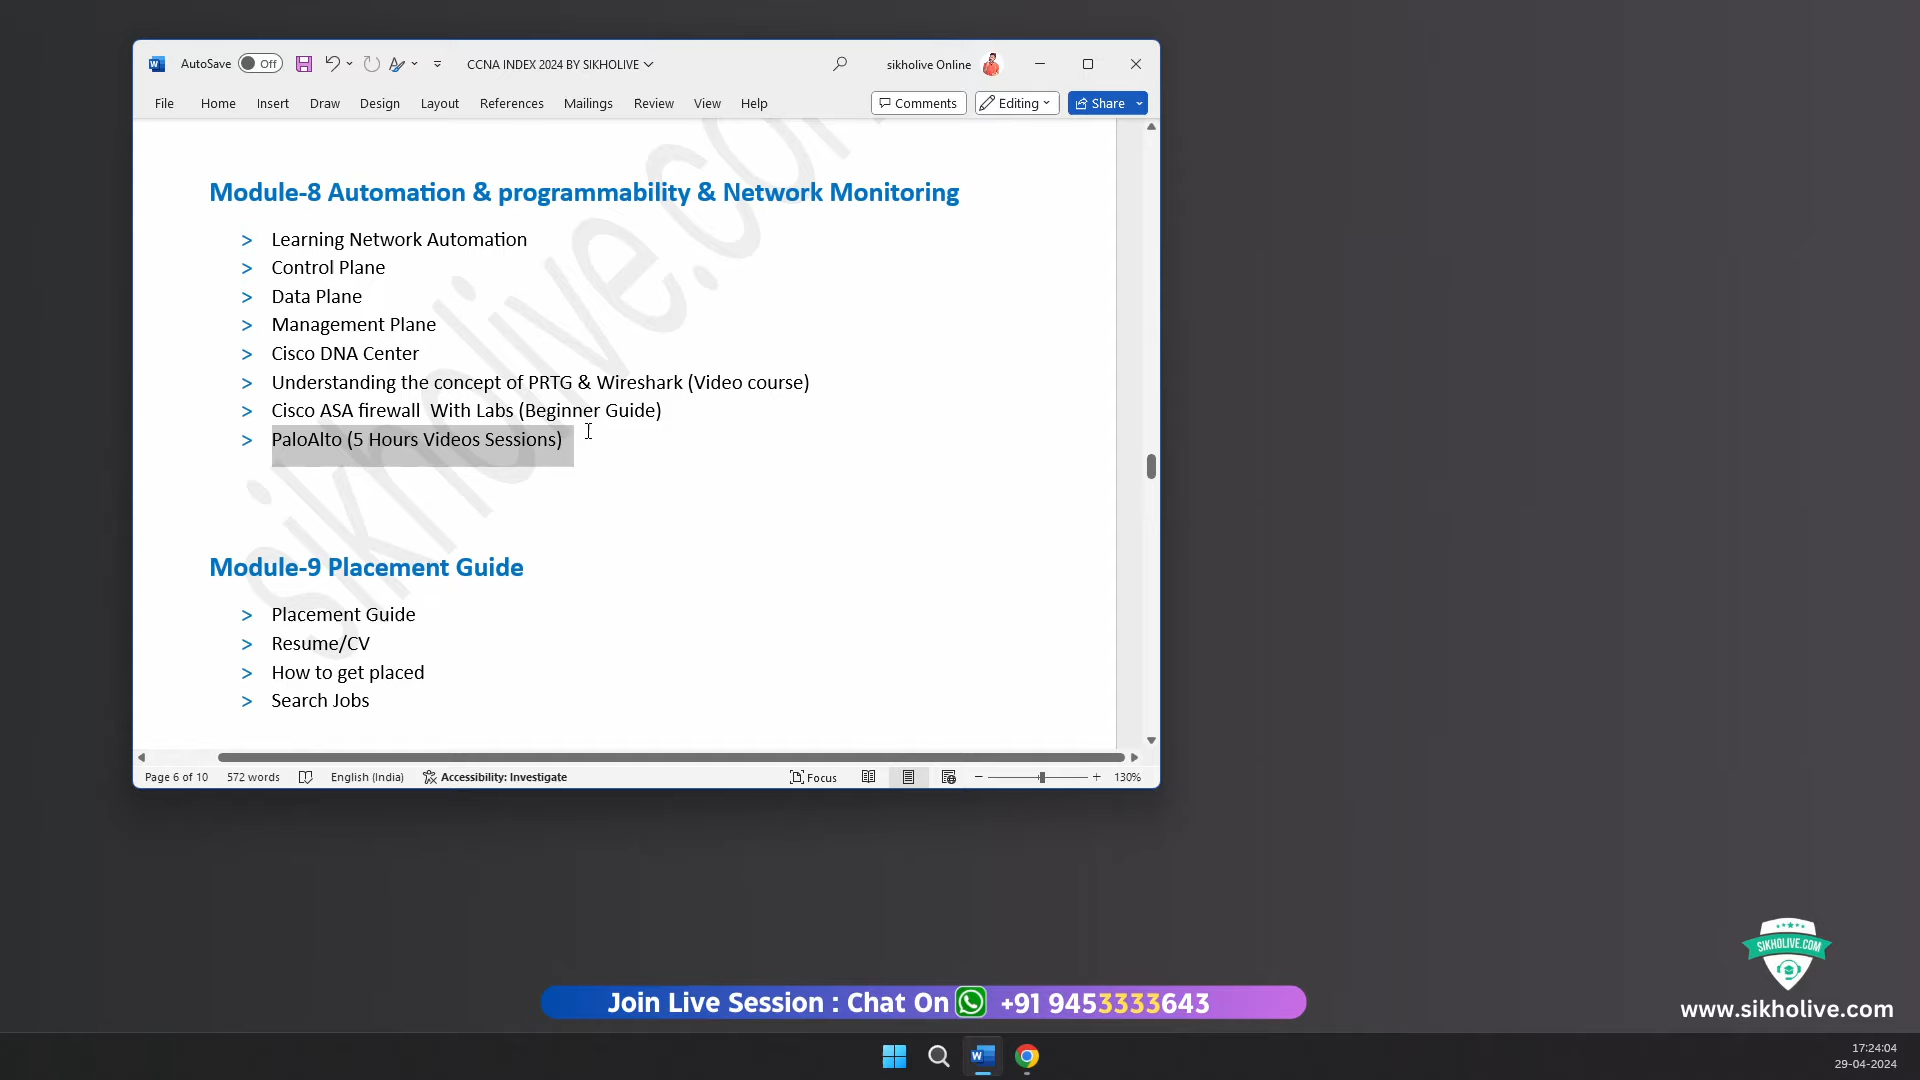 AutoSave Off CCNA INDEX 2024 BY SIKHOLIVE sikholive Online
File Home Insert Draw Design Layout References Mailings Review View Help Comments Editing Share
sikholive.com
Module-8 Automation & programmability & Network Monitoring
> Learning Network Automation
> Control Plane
> Data Plane
> Management Plane
> Cisco DNA Center
> Understanding the concept of PRTG & Wireshark (Video course)
> Cisco ASA firewall  With Labs (Beginner Guide)
> PaloAlto (5 Hours Videos Sessions)
Module-9 Placement Guide
> Placement Guide
> Resume/CV
> How to get placed
> Search Jobs
Page 6 of 10 572 words English (India) Accessibility: Investigate Focus 130%
SIKHOLIVE.COM
www.sikholive.com
Join Live Session : Chat On +91 9453333643
17:24:04
29-04-2024